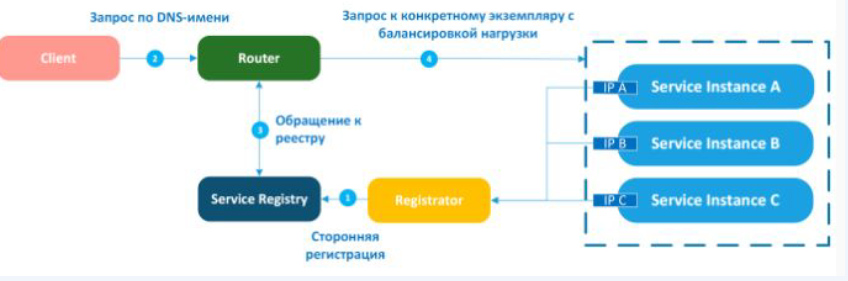 Запрос по DNS-имени
Запрос к конкретному экземпляру с
балансировкой нагрузки
Client
2
Router
4
IP A
Service Instance A
3
Обращение к
реестру
IP B
Service Instance B
Service Registry
1
Registrator
IP C
Service Instance C
Сторонняя
регистрация